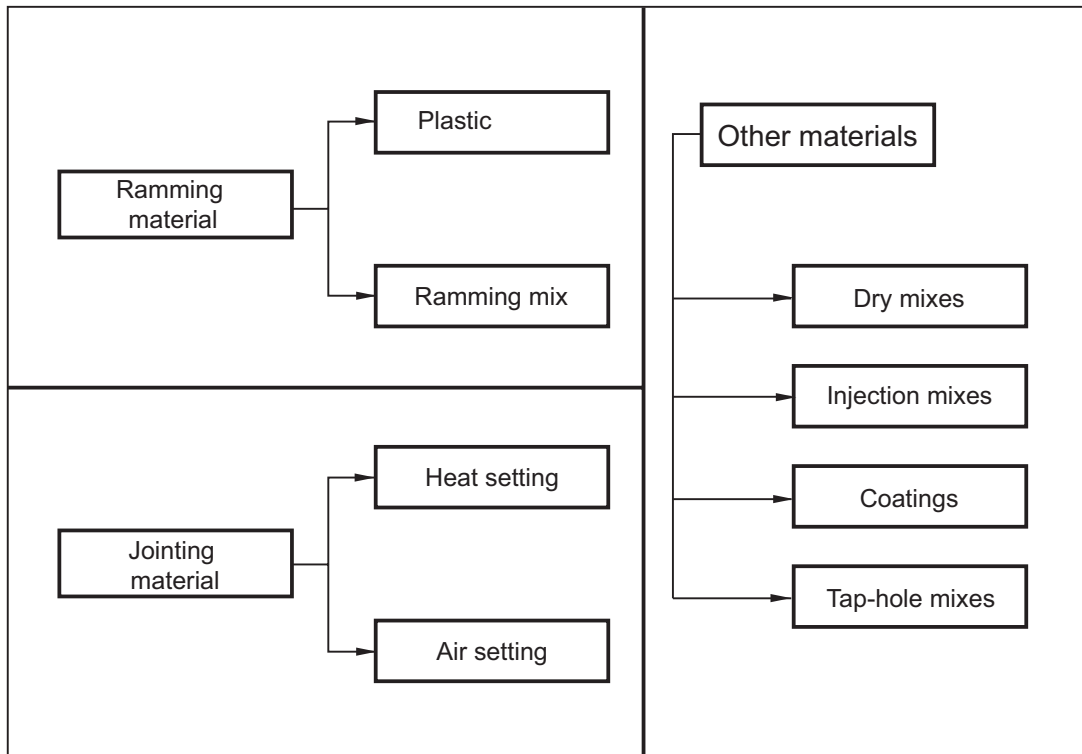 Ramming
material
Plastic
Ramming mix
Jointing
material
Heat setting
Air setting
Other materials
Dry mixes
Injection mixes
Coatings
Tap-hole mixes